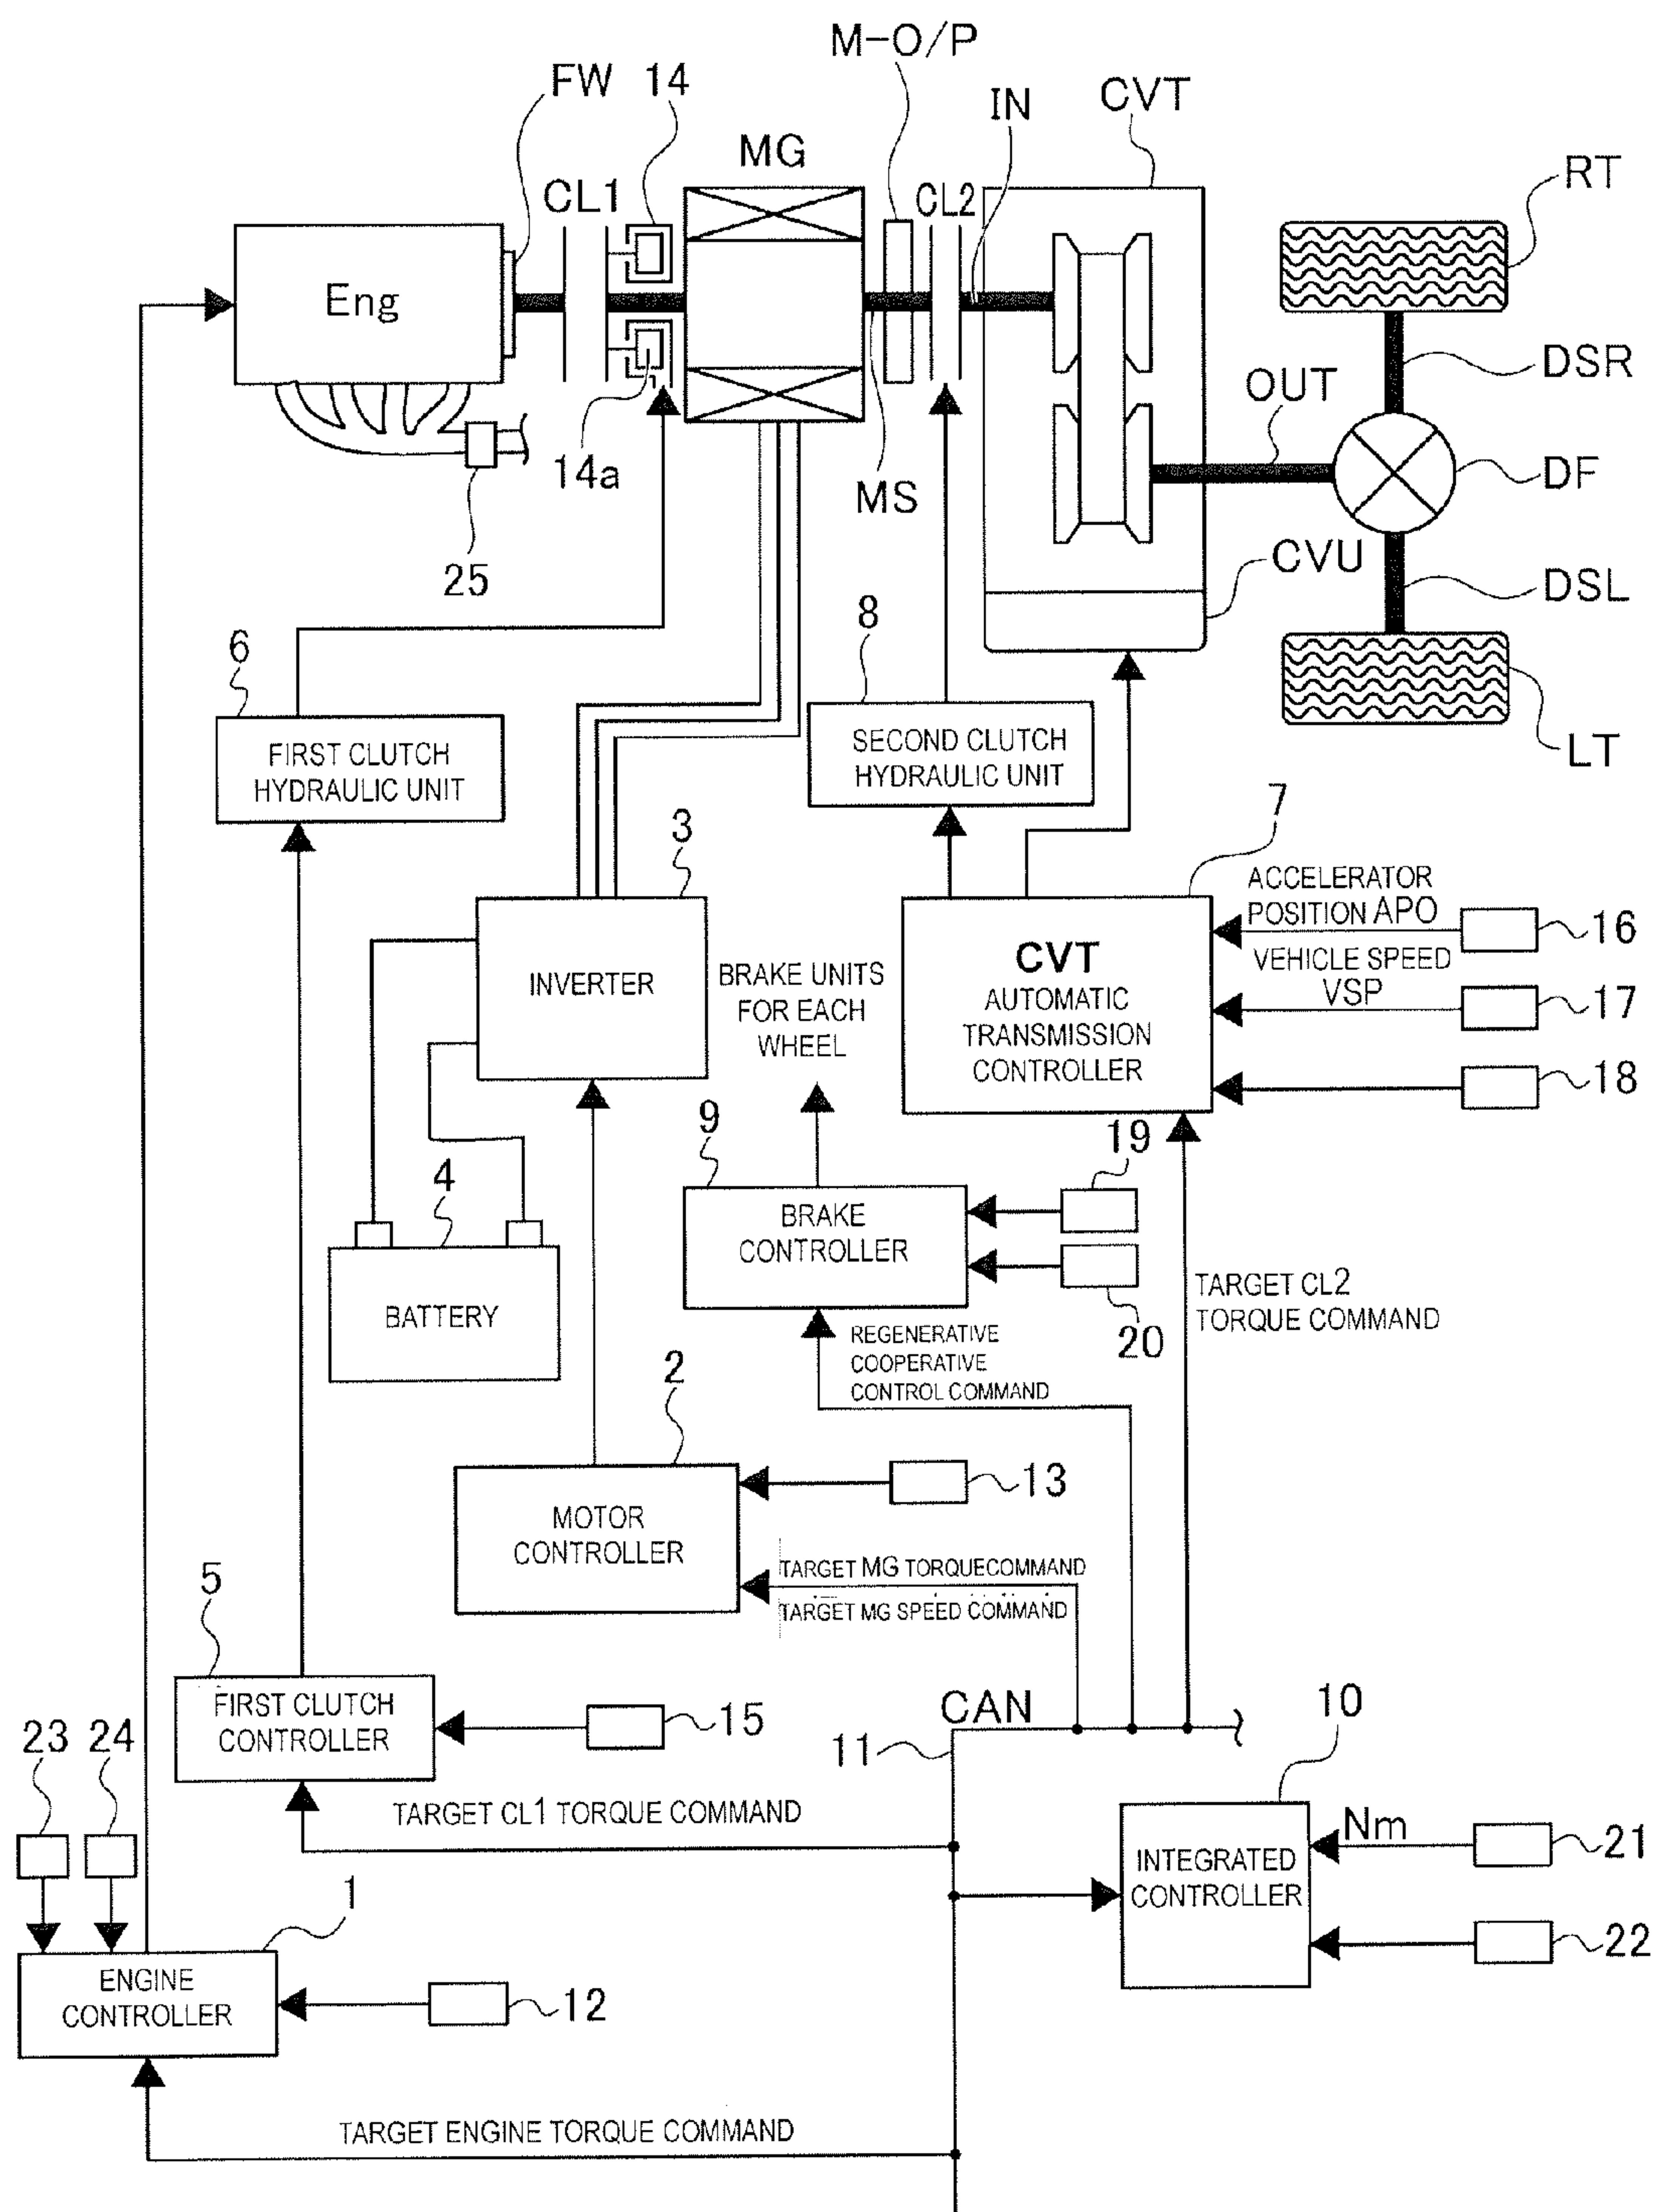 M-O/P
FW
14
IN
CVT
MG
RT
CL1
CL2
Eng
DSR
OUT
14a
MS
DF
25
CVU
DSL
8
6
LT
FIRST CLUTCH
HYDRAULIC UNIT
SECOND CLUTCH
HYDRAULIC UNIT
3
7
ACCELERATOR
POSITION APO
16
VEHICLE SPEED
VSP
17
INVERTER
BRAKE UNITS
FOR EACH
WHEEL
CVT
AUTOMATIC
TRANSMISSION
CONTROLLER
18
9
19
4
BRAKE
CONTROLLER
BATTERY
20
TARGET CL2
TORQUE COMMAND
REGENERATIVE
COOPERATIVE
CONTROL COMMAND
2
13
MOTOR
CONTROLLER
TARGET MG TORQUECOMMAND
TARGET MG SPEED COMMAND
5
FIRST CLUTCH
CONTROLLER
15
CAN
11
10
23
24
TARGET CL1 TORQUE COMMAND
Nm
21
INTEGRATED
CONTROLLER
22
1
ENGINE
CONTROLLER
12
TARGET ENGINE TORQUE COMMAND